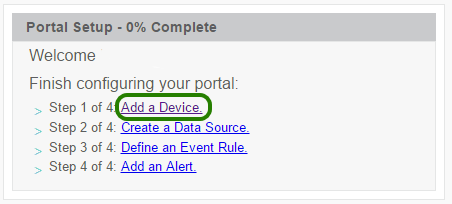 Portal Setup - 0% Complete
Welcome
Finish configuring your portal:
> Step 1 of 4: Add a Device.
> Step 2 of 4: Create a Data Source.
> Step 3 of 4: Define an Event Rule.
> Step 4 of 4: Add an Alert.